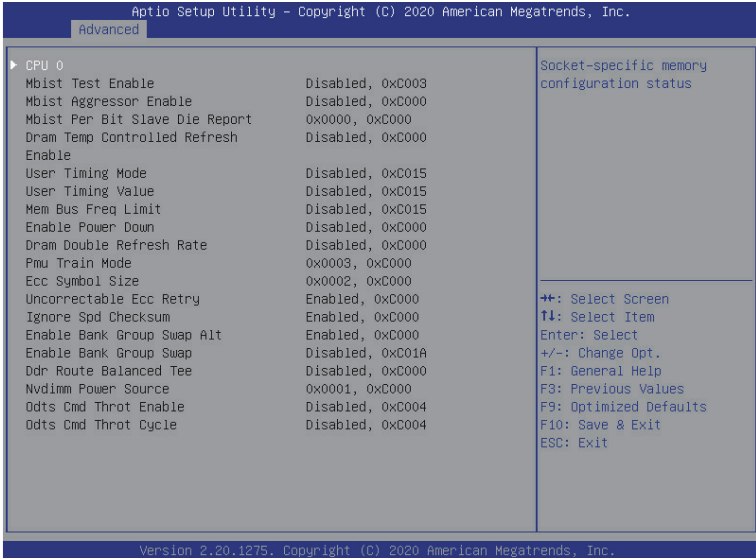 Aptio Setup Utility – Copyright (C) 2020 American Megatrends, Inc.
Advanced
▶ CPU 0
Mbist Test Enable Disabled, 0xC003
Mbist Aggressor Enable Disabled, 0xC000
Mbist Per Bit Slave Die Report 0x0000, 0xC000
Dram Temp Controlled Refresh Disabled, 0xC000
Enable
User Timing Mode Disabled, 0xC015
User Timing Value Disabled, 0xC015
Mem Bus Freq Limit Disabled, 0xC015
Enable Power Down Disabled, 0xC000
Dram Double Refresh Rate Disabled, 0xC000
Pmu Train Mode 0x0003, 0xC000
Ecc Symbol Size 0x0002, 0xC000
Uncorrectable Ecc Retry Enabled, 0xC000
Ignore Spd Checksum Enabled, 0xC000
Enable Bank Group Swap Alt Enabled, 0xC000
Enable Bank Group Swap Disabled, 0xC01A
Ddr Route Balanced Tee Disabled, 0xC000
Nvdimm Power Source 0x0001, 0xC000
Odts Cmd Throt Enable Disabled, 0xC004
Odts Cmd Throt Cycle Disabled, 0xC004
Socket-specific memory
configuration status
→←: Select Screen
↑↓: Select Item
Enter: Select
+/-: Change Opt.
F1: General Help
F3: Previous Values
F9: Optimized Defaults
F10: Save & Exit
ESC: Exit
Version 2.20.1275. Copyright (C) 2020 American Megatrends, Inc.